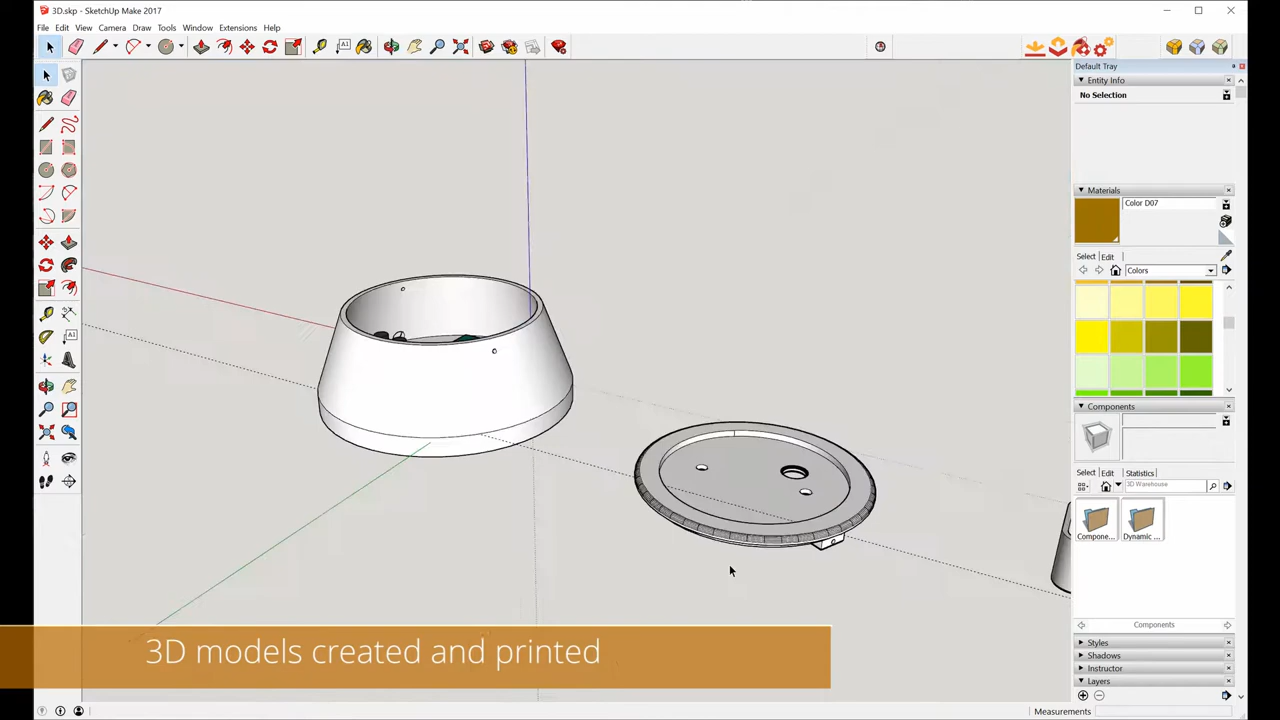 3D.skp - SketchUp Make 2017
File Edit View Camera Draw Tools Window Extensions Help
Default Tray
Entity Info
No Selection
Materials
Color D07
Select Edit
Colors
Components
Select Edit Statistics
3D Warehouse
Compone... Dynamic ...
Components
Styles
Shadows
Instructor
Layers
Measurements
3D models created and printed